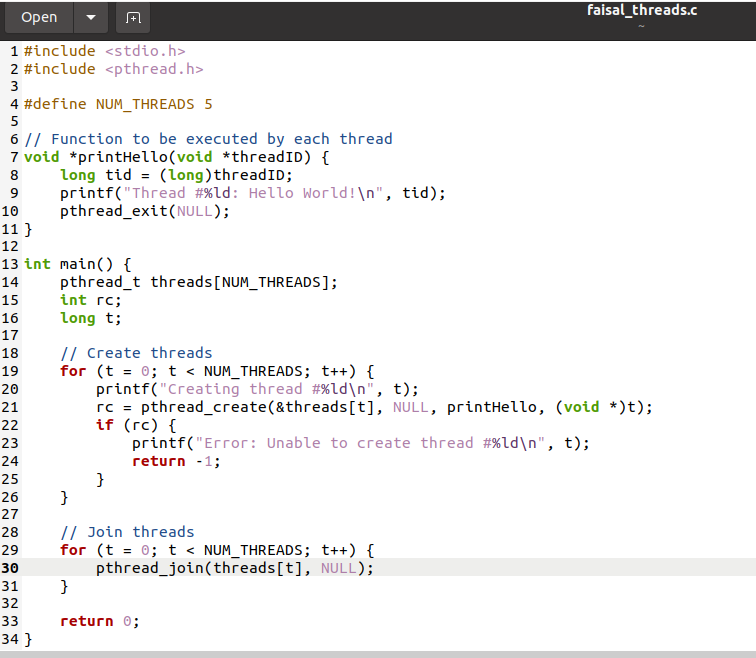 Open
faisal_threads.c
~
1 #include <stdio.h>
2 #include <pthread.h>
3
4 #define NUM_THREADS 5
5
6 // Function to be executed by each thread
7 void *printHello(void *threadID) {
8     long tid = (long)threadID;
9     printf("Thread #%ld: Hello World!\n", tid);
10     pthread_exit(NULL);
11 }
12
13 int main() {
14     pthread_t threads[NUM_THREADS];
15     int rc;
16     long t;
17
18     // Create threads
19     for (t = 0; t < NUM_THREADS; t++) {
20         printf("Creating thread #%ld\n", t);
21         rc = pthread_create(&threads[t], NULL, printHello, (void *)t);
22         if (rc) {
23             printf("Error: Unable to create thread #%ld\n", t);
24             return -1;
25         }
26     }
27
28     // Join threads
29     for (t = 0; t < NUM_THREADS; t++) {
30         pthread_join(threads[t], NULL);
31     }
32
33     return 0;
34 }